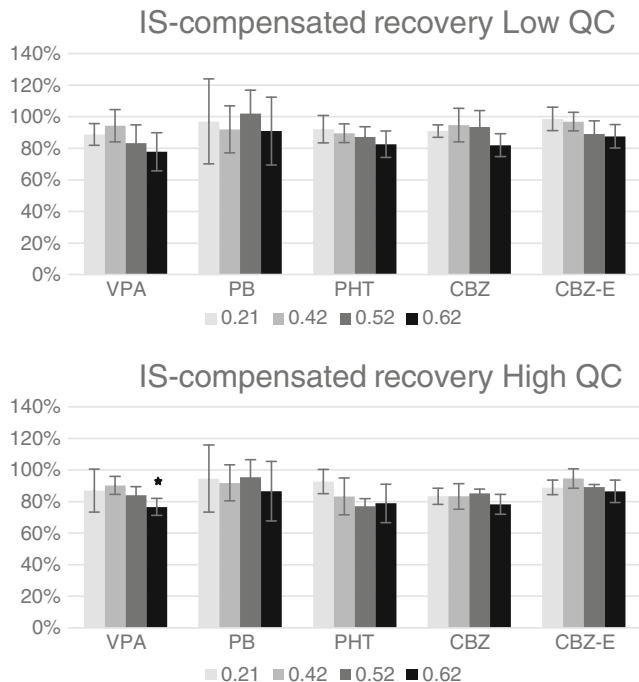 IS-compensated recovery Low QC
140%
120%
100%
80%
60%
40%
20%
0%
VPA PB PHT CBZ CBZ-E
0.21 0.42 0.52 0.62
IS-compensated recovery High QC
140%
120%
100%
80%
60%
40%
20%
0%
VPA PB PHT CBZ CBZ-E
0.21 0.42 0.52 0.62